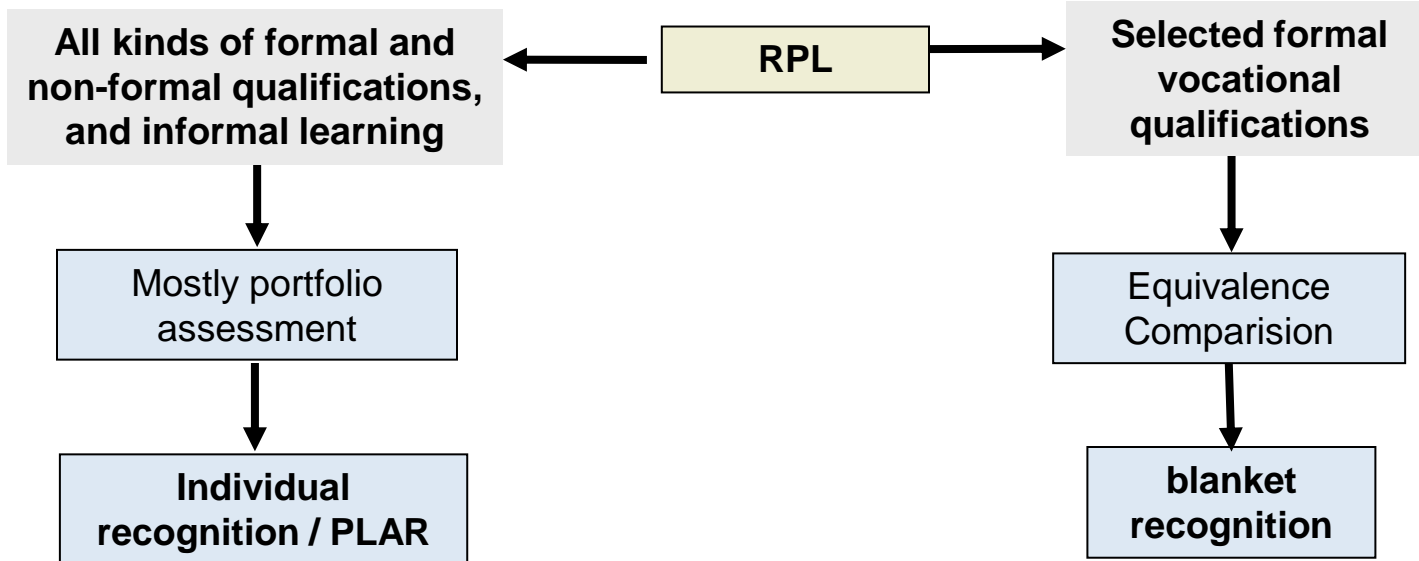 All kinds of formal and
non-formal qualifications,
and informal learning
RPL
Selected formal
vocational
qualifications
Mostly portfolio
assessment
Equivalence
Comparision
Individual
recognition / PLAR
blanket
recognition